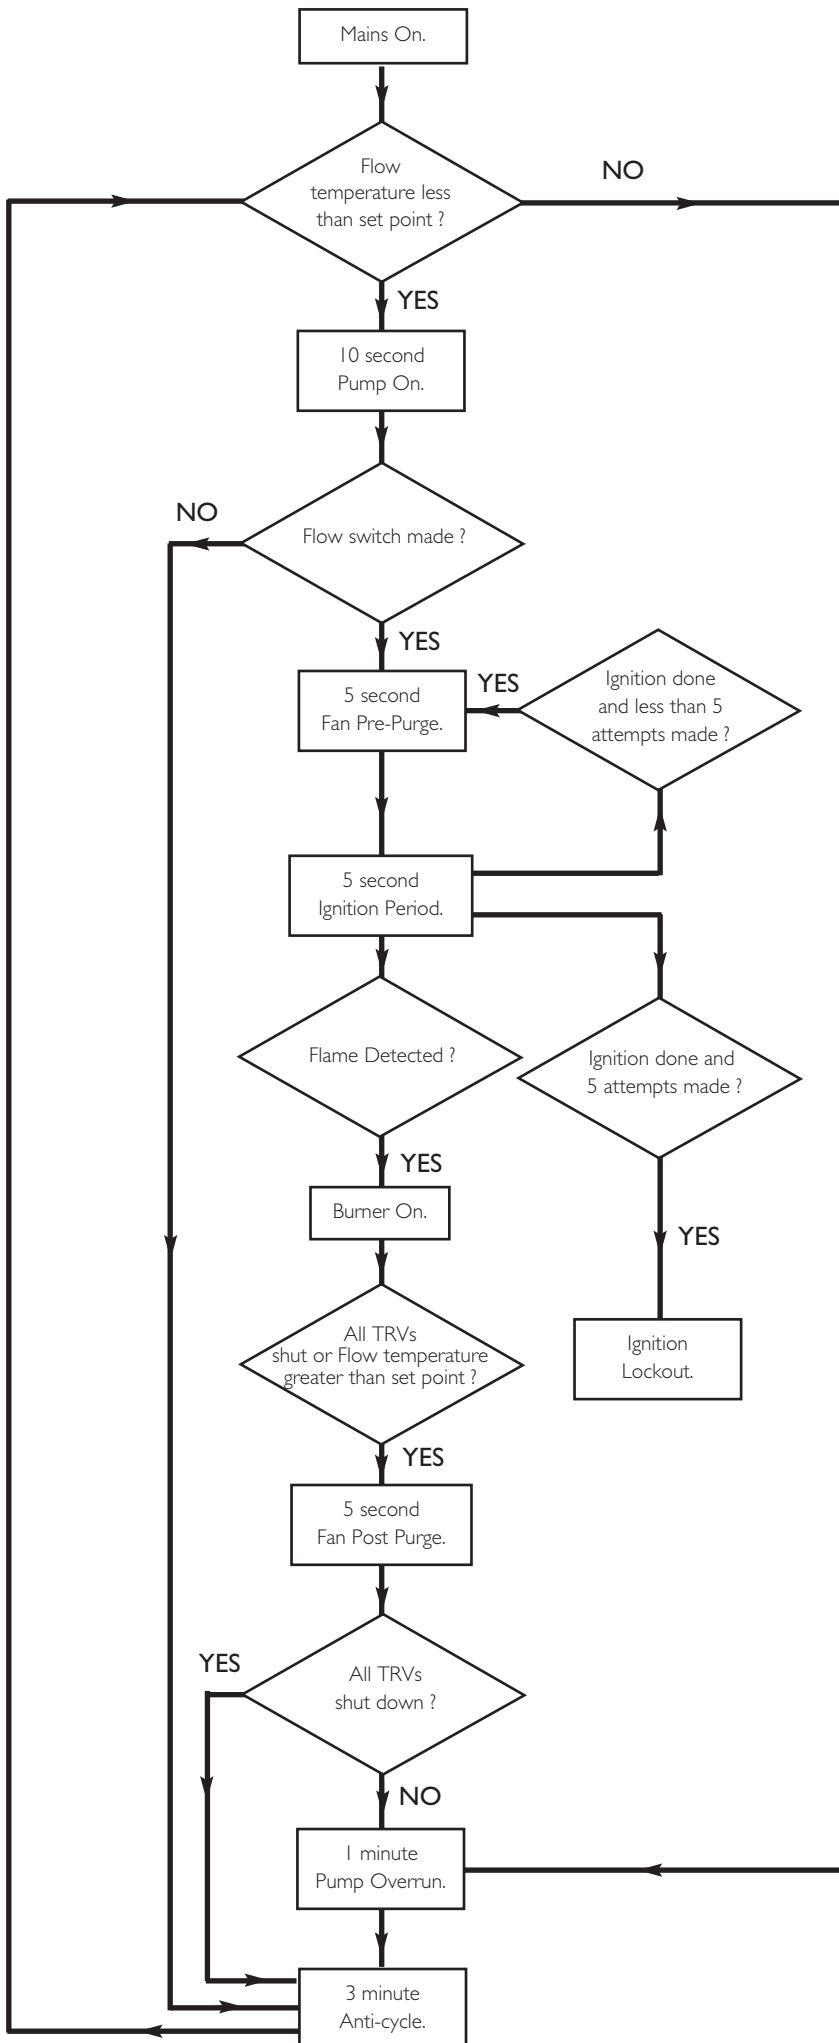 Mains On.
Flow
temperature less
than set point ?
NO
YES
10 second
Pump On.
NO
Flow switch made ?
YES
5 second
Fan Pre-Purge.
YES
Ignition done
and less than 5
attempts made ?
5 second
Ignition Period.
Flame Detected ?
Ignition done and
5 attempts made ?
YES
Burner On.
YES
All TRVs
shut or Flow temperature
greater than set point ?
Ignition
Lockout.
YES
5 second
Fan Post Purge.
YES
All TRVs
shut down ?
NO
1 minute
Pump Overrun.
3 minute
Anti-cycle.